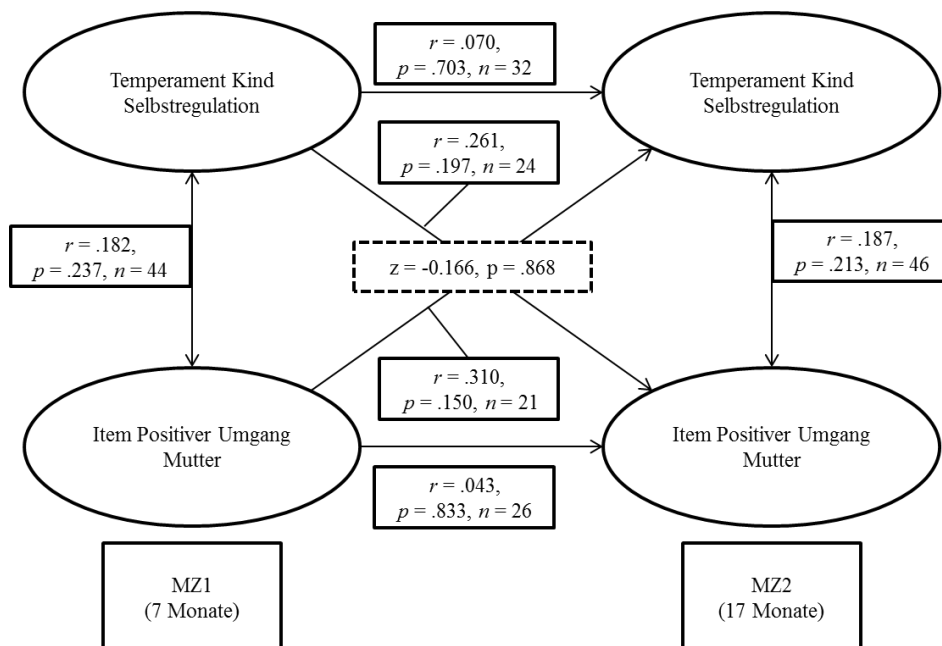 r = .070,
p = .703, n = 32
Temperament Kind
Selbstregulation
Temperament Kind
Selbstregulation
r = .261,
p = .197, n = 24
r = .182,
p = .237, n = 44
z = -0.166, p = .868
r = .187,
p = .213, n = 46
r = .310,
p = .150, n = 21
Item Positiver Umgang
Mutter
Item Positiver Umgang
Mutter
r = .043,
p = .833, n = 26
MZ1
(7 Monate)
MZ2
(17 Monate)